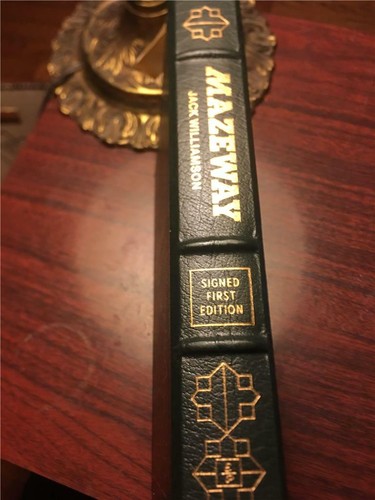 MAZEWAY
JACK WILLIAMSON
SIGNED
FIRST
EDITION